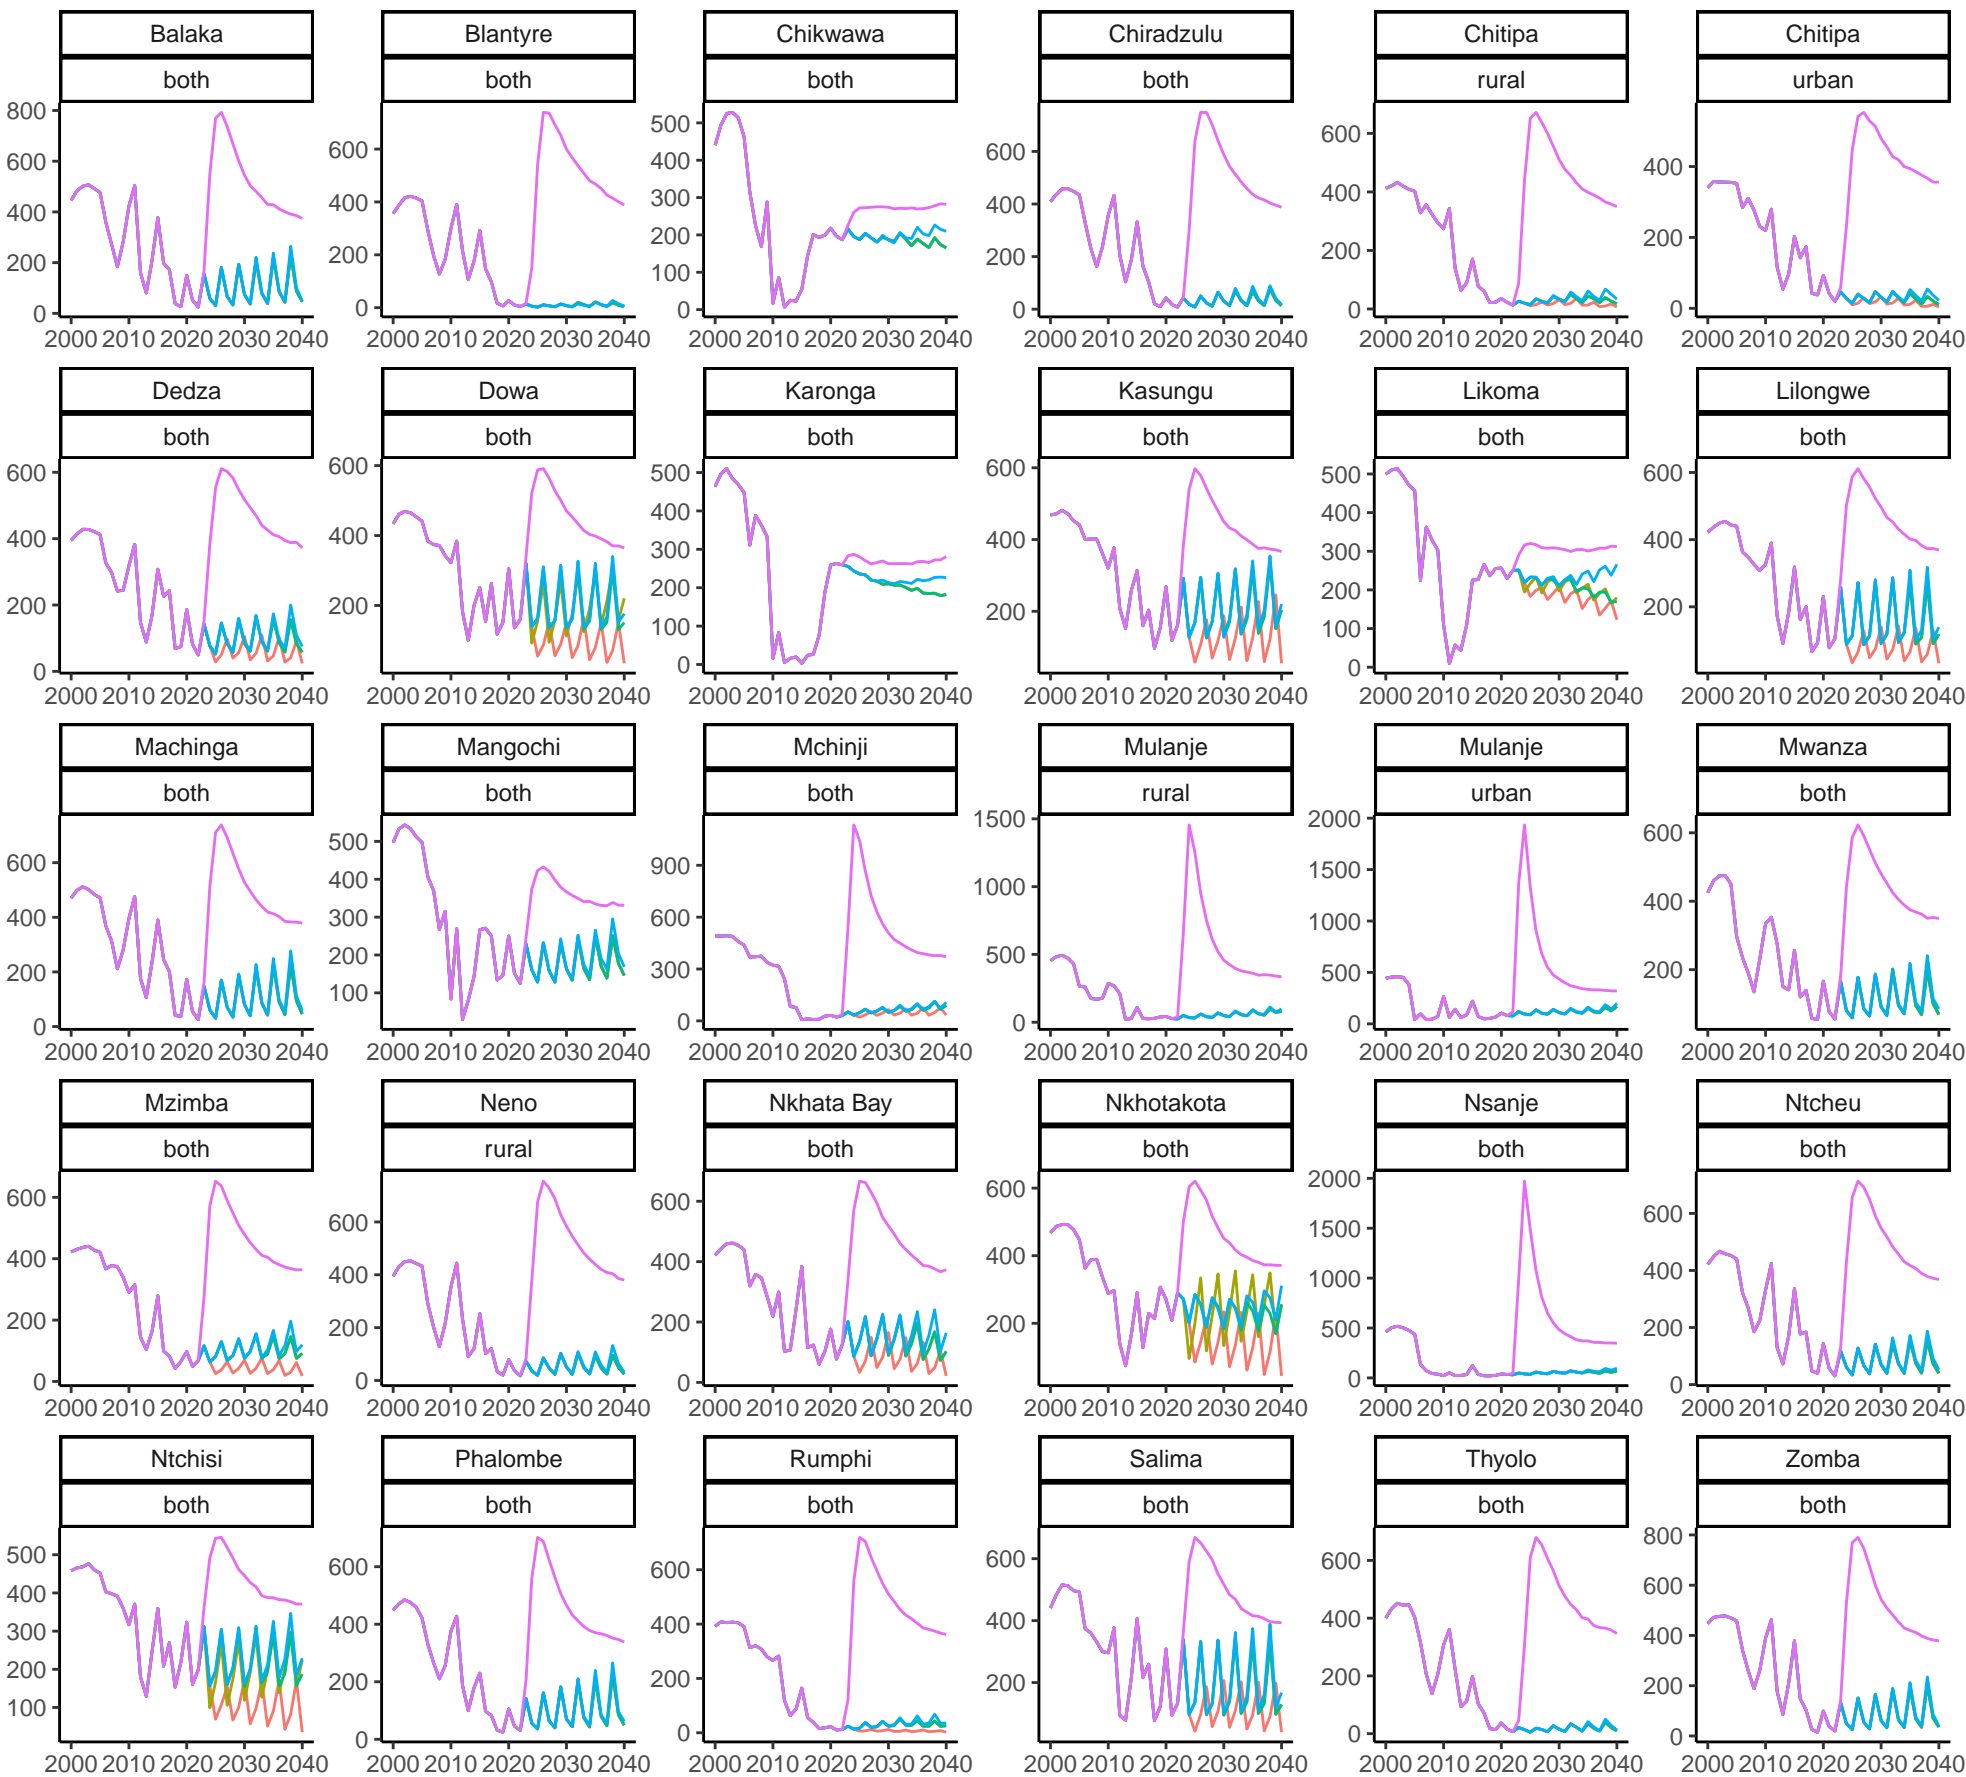 Balaka Blantyre Chikwawa Chiradzulu Chitipa Chitipa
both both both both rural urban
800 600 400 200 0
600 400 200 0
500 400 300 200 100 0
600 400 200 0
600 400 200 0
400 200 0
2000 2010 2020 2030 2040 2000 2010 2020 2030 2040 2000 2010 2020 2030 2040 2000 2010 2020 2030 2040 2000 2010 2020 2030 2040 2000 2010 2020 2030 2040
Dedza Dowa Karonga Kasungu Likoma Lilongwe
both both both both both both
600 400 200 0
600 400 200
500 400 300 200 100 0
600 400 200
500 400 300 200 100 0
600 400 200
2000 2010 2020 2030 2040 2000 2010 2020 2030 2040 2000 2010 2020 2030 2040 2000 2010 2020 2030 2040 2000 2010 2020 2030 2040 2000 2010 2020 2030 2040
Machinga Mangochi Mchinji Mulanje Mulanje Mwanza
both both both rural urban both
600 400 200 0
500 400 300 200 100
900 600 300 0
1500 1000 500 0
2000 1500 1000 500 0
600 400 200
2000 2010 2020 2030 2040 2000 2010 2020 2030 2040 2000 2010 2020 2030 2040 2000 2010 2020 2030 2040 2000 2010 2020 2030 2040 2000 2010 2020 2030 2040
Mzimba Neno Nkhata Bay Nkhotakota Nsanje Ntcheu
both rural both both both both
600 400 200 0
600 400 200 0
600 400 200 0
600 400 200
2000 1500 1000 500 0
600 400 200 0
2000 2010 2020 2030 2040 2000 2010 2020 2030 2040 2000 2010 2020 2030 2040 2000 2010 2020 2030 2040 2000 2010 2020 2030 2040 2000 2010 2020 2030 2040
Ntchisi Phalombe Rumphi Salima Thyolo Zomba
both both both both both both
500 400 300 200 100
600 400 200 0
600 400 200 0
600 400 200
600 400 200 0
800 600 400 200 0
2000 2010 2020 2030 2040 2000 2010 2020 2030 2040 2000 2010 2020 2030 2040 2000 2010 2020 2030 2040 2000 2010 2020 2030 2040 2000 2010 2020 2030 2040